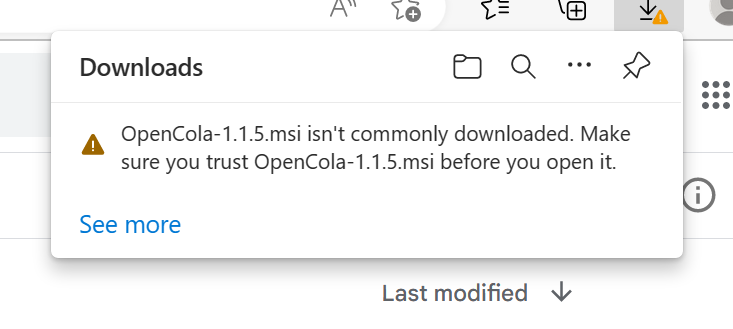 Downloads
OpenCola-1.1.5.msi isn't commonly downloaded. Make
sure you trust OpenCola-1.1.5.msi before you open it.
See more
Last modified